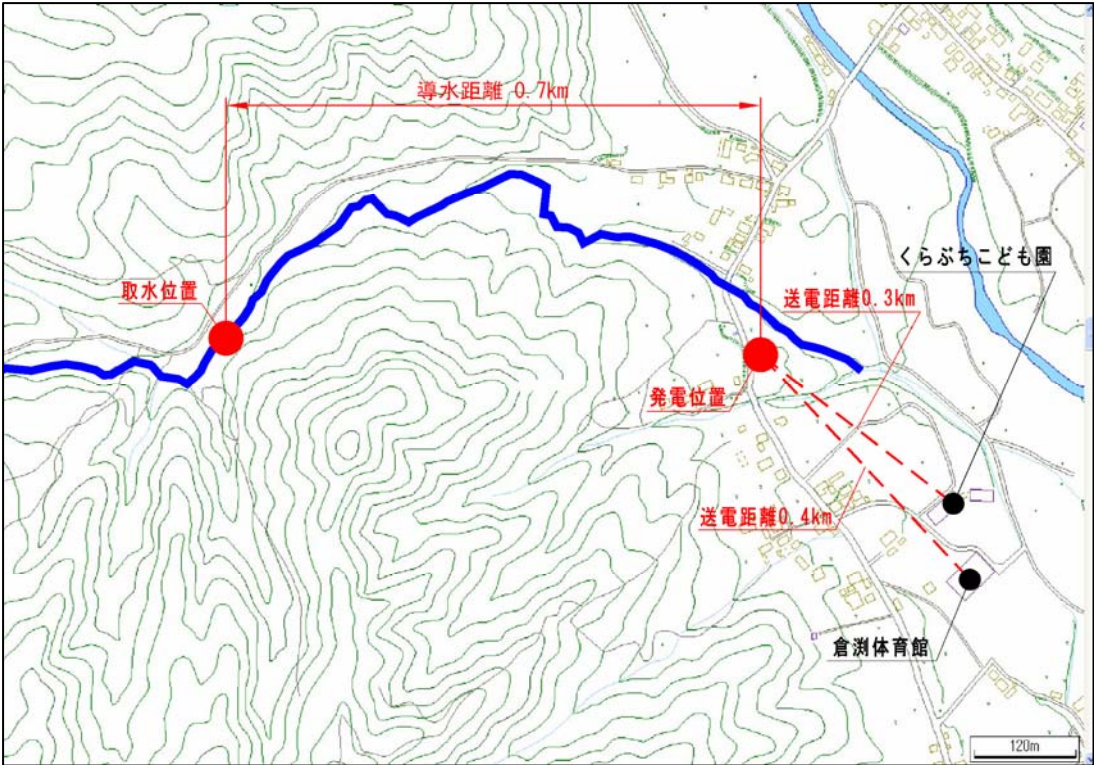 導水距離 0.7km
くらぶちこども園
取水位置
送電距離0.3km
発電位置
送電距離0.4km
倉渕体育館
120m